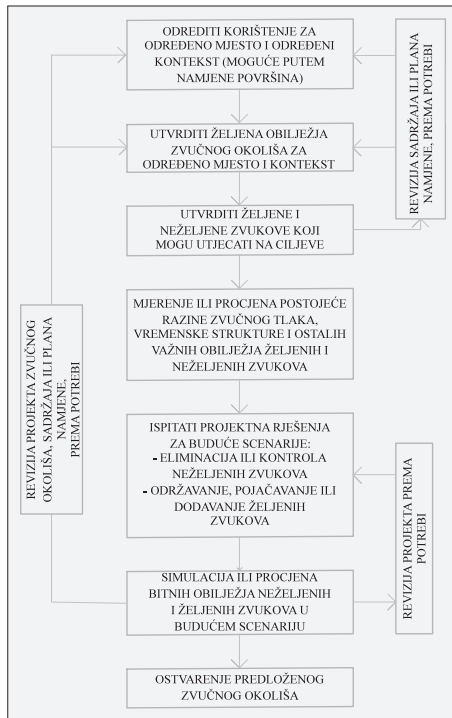 ODREDITI KORIŠTENJE ZA
ODREĐENO MJESTO I ODREĐENI
KONTEKST (MOGUĆE PUTEM
NAMJENE POVRŠINA)
UTVRDITI ŽELJENA OBILJEŽJA
ZVUČNOG OKOLIŠA ZA
ODREĐENO MJESTO I KONTEKST
REVIZIJA SADRŽAJA ILI PLANA
NAMJENE, PREMA POTREBI
UTVRDITI ŽELJENE I
NEŽELJENE ZVUKOVE KOJI
MOGU UTJECATI NA CILJEVE
MJERENJE ILI PROCJENA POSTOJEĆE
RAZINE ZVUČNOG TLAKA,
VREMENSKE STRUKTURE I OSTALIH
VAŽNIH OBILJEŽJA ŽELJENIH I
NEŽELJENIH ZVUKOVA
REVIZIJA PROJEKTA ZVUČNOG
OKOLIŠA, SADRŽAJA ILI PLANA
NAMJENE,
PREMA POTREBI
ISPITATI PROJEKTNA RJEŠENJA
ZA BUDUĆE SCENARIJE:
- ELIMINACIJA ILI KONTROLA
NEŽELJENIH ZVUKOVA
- ODRŽAVANJE, POJAČAVANJE ILI
DODAVANJE ŽELJENIH
ZVUKOVA
REVIZIJA PROJEKTA PREMA
POTREBI
SIMULACIJA ILI PROCJENA
BITNIH OBILJEŽJA NEŽELJENIH
I ŽELJENIH ZVUKOVA U
BUDUĆEM SCENARIJU
OSTVARENJE PREDLOŽENOG
ZVUČNOG OKOLIŠA